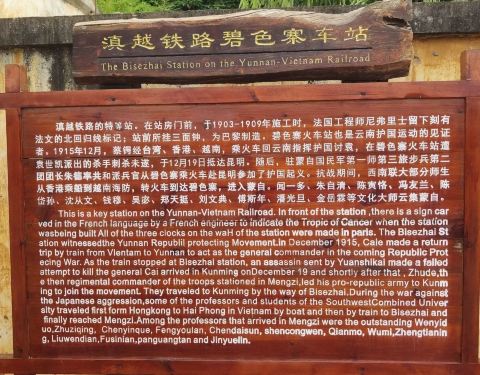 滇越铁路碧色寨车站
The Bisezhai Station on the Yunnan-Vietnam Railroad
滇越铁路的特等站。在站房门前，于1903-1909年施工时，法国工程师尼弗里士留下刻有
法文的北回归线标记；站前所挂三面钟，为巴黎制造。碧色寨火车站也是云南护国运动的见证
者。1915年12月，蔡锷将军经台湾、香港、越南，乘火车回云南指挥护国讨袁，在碧色寨火车站遭
袁世凯派出的杀手刺杀未遂，于12月19日抵达昆明。随后，驻蒙自国民军第一师第三旅步兵第二
团团长朱德率兵和士兵官从碧色寨乘火车赴昆明参加了护国起义。抗战期间，西南联大部分师生
从香港乘船到越南海防，转火车到达碧色寨，进入蒙自。闻一多、朱自清、陈寅恪、冯友兰、陈
岱孙、沈从文、钱穆、吴宓、郑天挺、刘文典、傅斯年、潘光旦、金岳霖等文化大师云集蒙自。
This is a key station on the Yunnan-Vietnam Railroad. In front of the station ,there is a sign car
ved in the French language by a French engineer to indicate the Tropic of Cancer when the station
wasbeing built All of the three clocks on the wall of the station were made in paris. The Bisezhai St
ation witnessedthe Yunnan Republil protecting Movement.in December 1915, Caie made a return
trip by train from Vientam to Yunnan to act as the general commander in the coming Republic Prot
ecing War. As the train stopped at Bisezhai station, an assassin sent by Yuanshikai made a failed
attempt to kill the general Cai arrived in Kunming onDecember 19 and shortly after that , Zhude,th
e then regimental commander of the troops stationed in Mengzi,led his pro-republic army to Kunm
ing to join the movement. They traveled to Kunming by the way of Bisezhai.During the war against
the Japanese aggression,some of the professors and students of the SouthwestCombined Univer
sity traveled first form Hongkong to Hai Phong in Vietnam by boat and then by train to Bisezhai and
finally reached Mengzi.Among the professors that arrived in Mengzi were the outstanding Wenyid
uo,Zhuziqing, Chenyinque, Fengyoulan, Chendaisun, shencongwen, Qianmo, Wumi,Zhengtianin
g, Liuwendian,Fusinian,panguangtan and Jinyuelin.